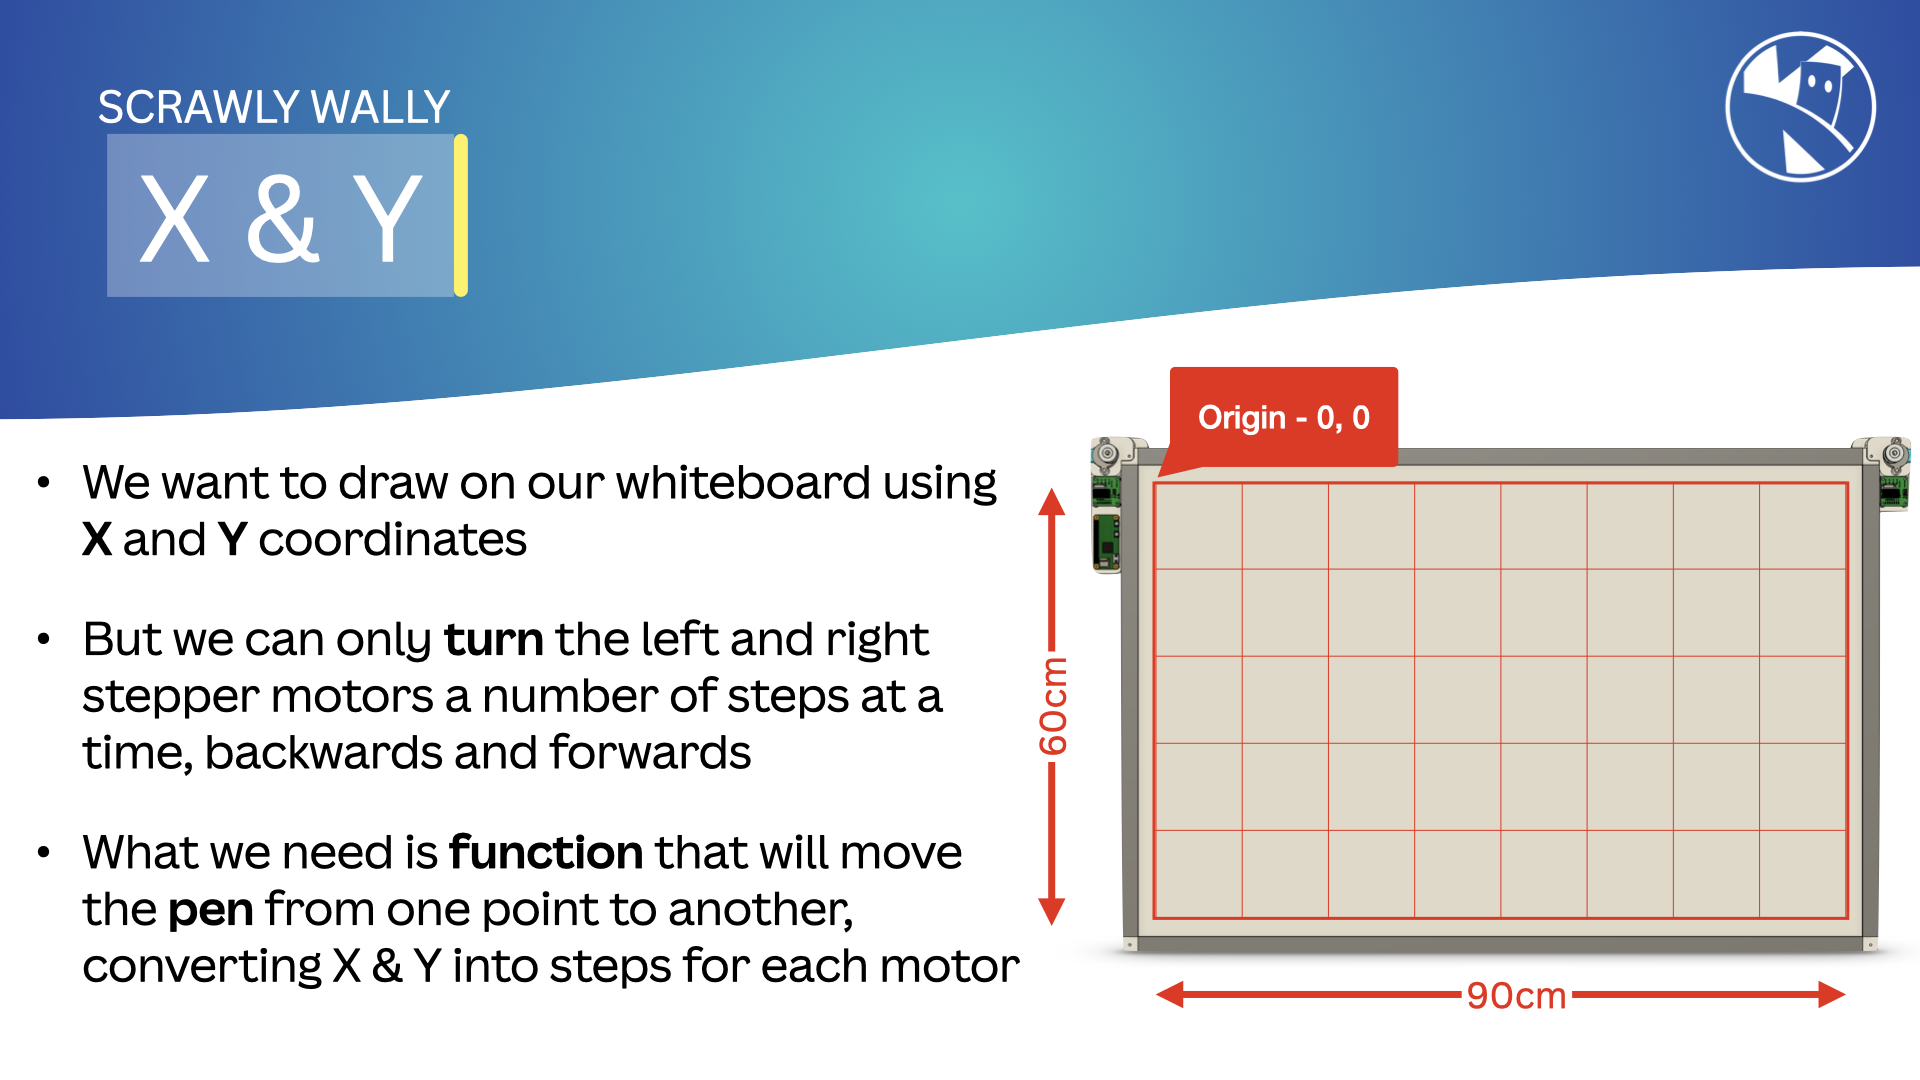 SCRAWLY WALLY
X & Y
Origin - 0, 0
• We want to draw on our whiteboard using
X and Y coordinates
• But we can only turn the left and right
stepper motors a number of steps at a
time, backwards and forwards
• What we need is function that will move
the pen from one point to another,
converting X & Y into steps for each motor
60cm
90cm